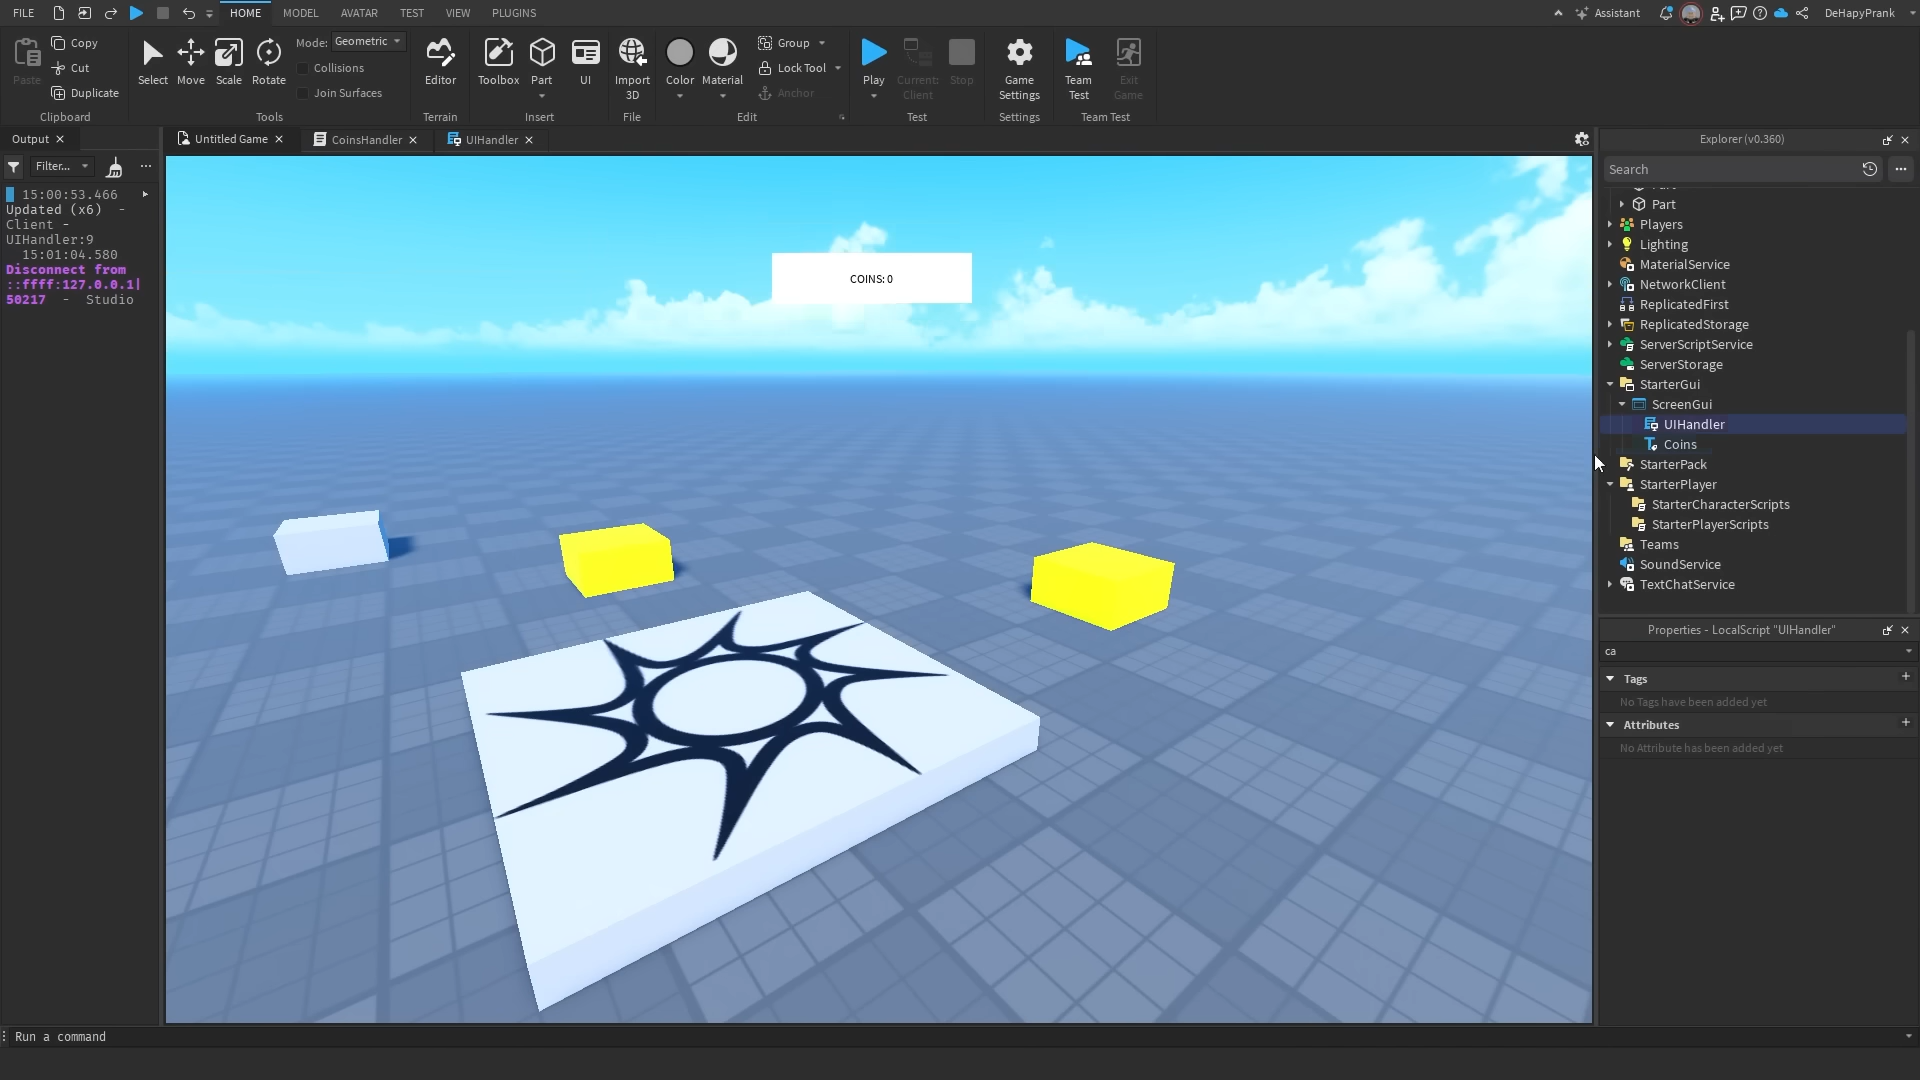 FILE HOME MODEL AVATAR TEST VIEW PLUGINS Assistant DeHapyPrank
Copy
Cut
Duplicate
Paste
Clipboard
Select Move Scale Rotate
Mode: Geometric
Collisions
Join Surfaces
Tools
Editor
Terrain
Toolbox Part UI
Insert
Import
3D
File
Color Material
Group
Lock Tool
Anchor
Edit
Play
Current:
Client
Stop
Test
Game
Settings
Settings
Team
Test
Exit
Game
Team Test
Output
Untitled Game CoinsHandler UIHandler
Filter...
15:00:53.466
Updated (x6) -
Client -
UIHandler:9
15:01:04.580
Disconnect from
::ffff:127.0.0.1|
50217 - Studio
COINS: 0
Explorer (v0.360)
Search
Part
Players
Lighting
MaterialService
NetworkClient
ReplicatedFirst
ReplicatedStorage
ServerScriptService
ServerStorage
StarterGui
ScreenGui
UIHandler
Coins
StarterPack
StarterPlayer
StarterCharacterScripts
StarterPlayerScripts
Teams
SoundService
TextChatService
Properties - LocalScript "UIHandler"
ca
Tags
No Tags have been added yet
Attributes
No Attribute has been added yet
Run a command